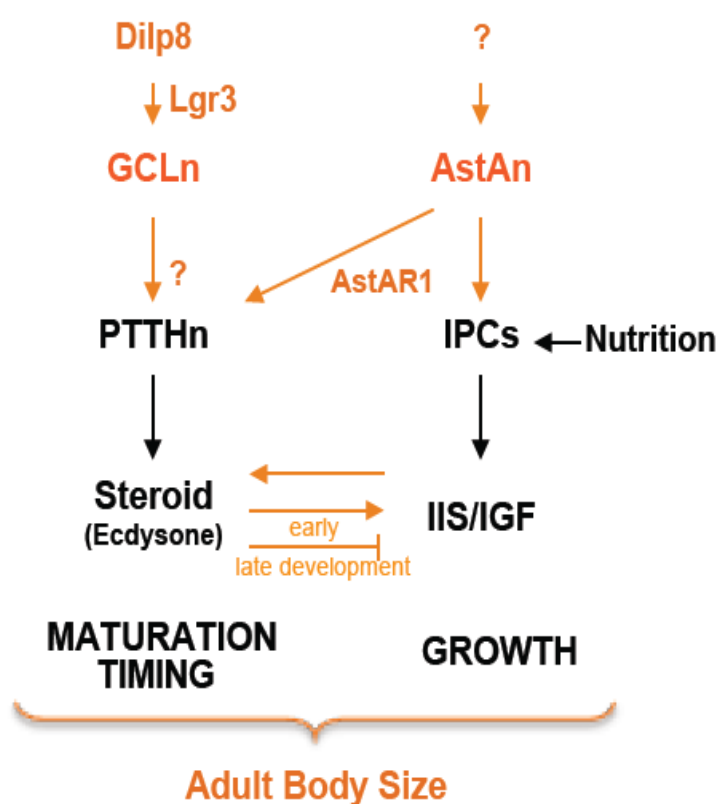 Dilp8
?
Lgr3
GCLn
AstAn
?
AstAR1
PTTHn
IPCs
Nutrition
Steroid
(Ecdysone)
early
late development
IIS/IGF
MATURATION
TIMING
GROWTH
Adult Body Size